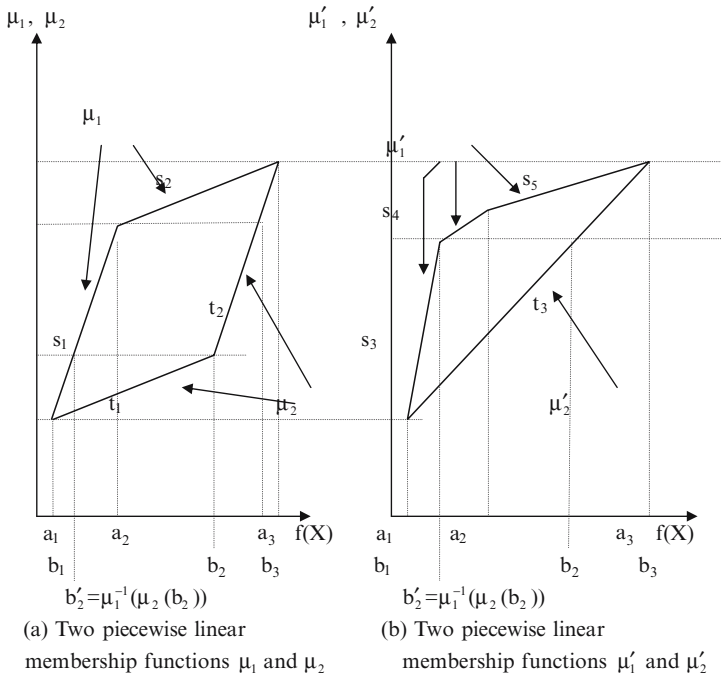 μ₁, μ₂
μ₁
s₂
s₁
t₂
t₁
μ₂
a₁ a₂ a₃ f(X)
b₁ b₂ b₃
b′₂=μ₁⁻¹(μ₂(b₂))
(a) Two piecewise linear
membership functions μ₁ and μ₂
μ′₁ , μ′₂
μ′₁
s₅
s₄
t₃
s₃
μ′₂
a₁ a₂ a₃ f(X)
b₁ b₂ b₃
b′₂=μ₁⁻¹(μ₂(b₂))
(b) Two piecewise linear
membership functions μ′₁ and μ′₂